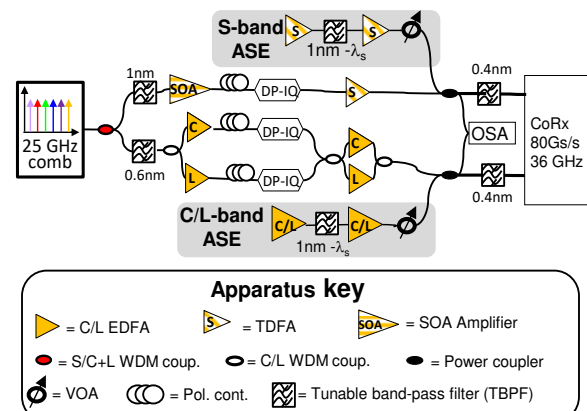 S-band
ASE
S
1nm -λs
S
VOA
1nm
SOA
DP-IQ
S
0.4nm
25 GHz
comb
0.6nm
C
DP-IQ
C
L
DP-IQ
L
OSA
CoRx
80Gs/s
36 GHz
0.4nm
C/L-band
ASE
C/L
1nm -λs
C/L
VOA
Apparatus key
= C/L EDFA
S
= TDFA
SOA
= SOA Amplifier
= S/C+L WDM coup.
= C/L WDM coup.
= Power coupler
= VOA
= Pol. cont.
= Tunable band-pass filter (TBPF)